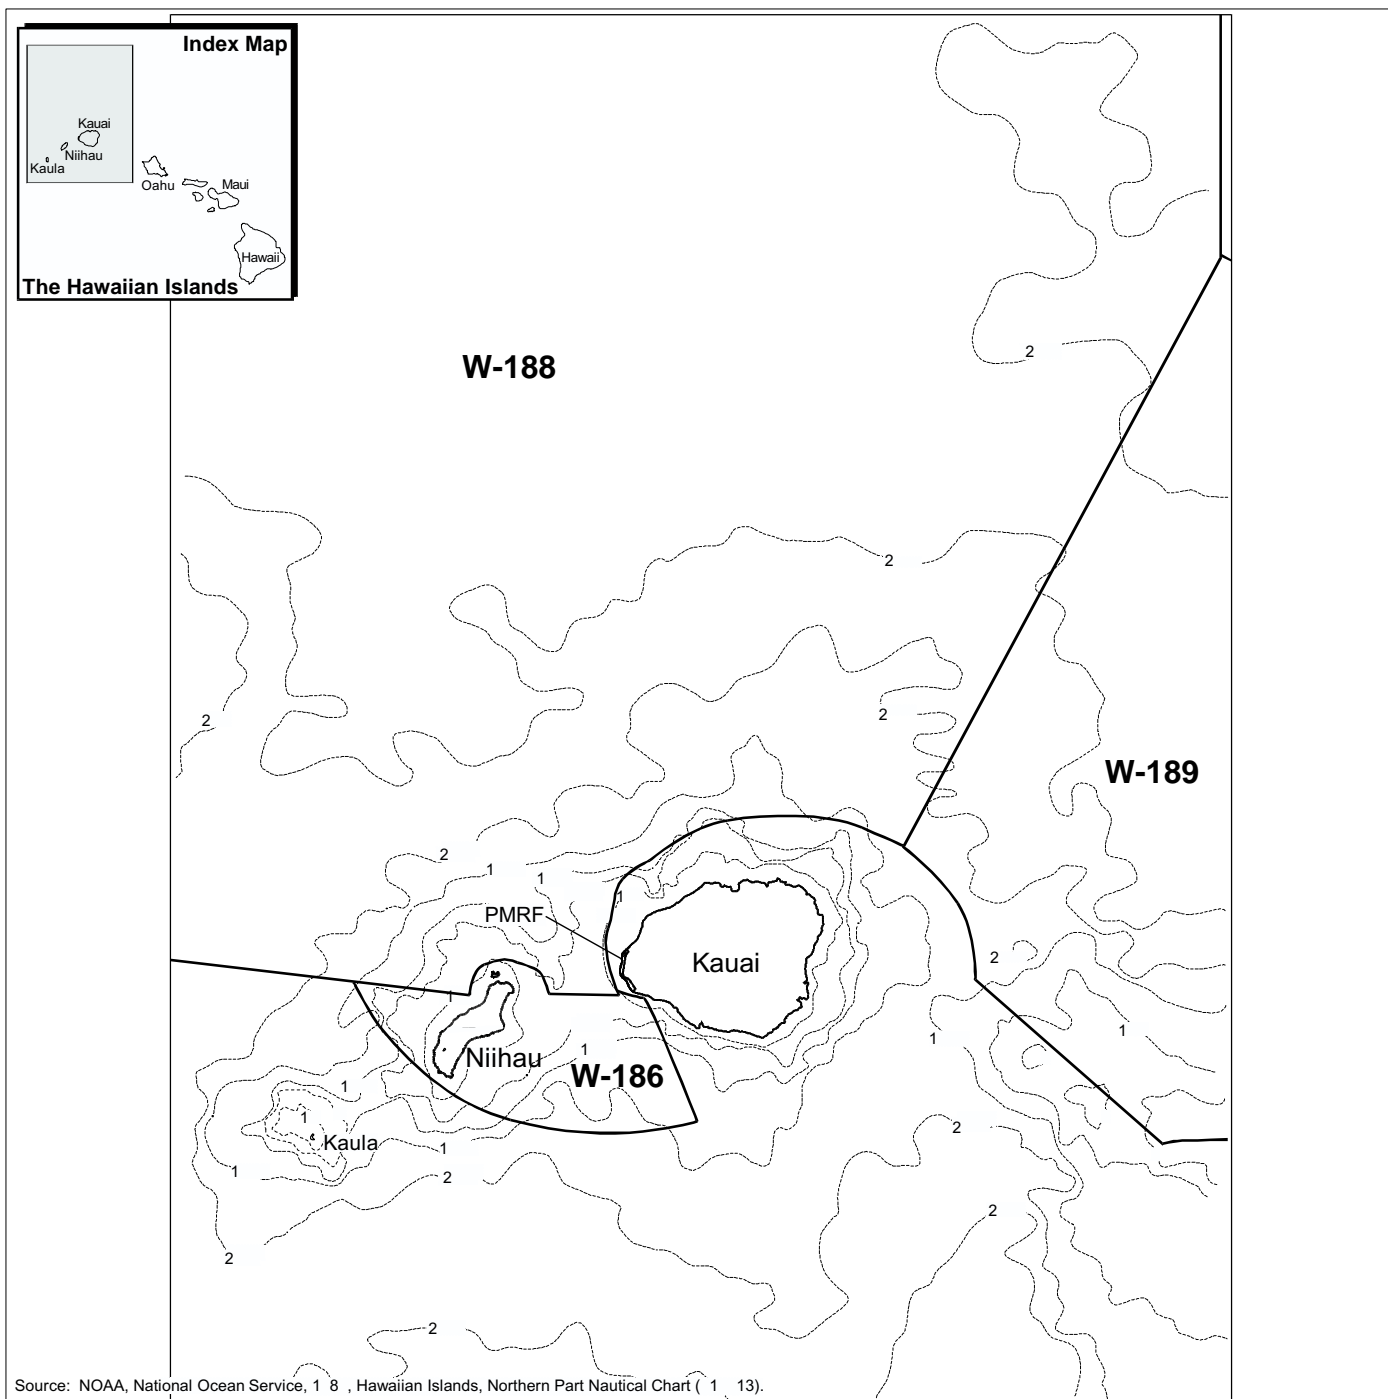 Index Map
Kauai
Niihau
Kaula
Oahu
Maui
Hawaii
The Hawaiian Islands
2
W-188
2
2
2
W-189
2
1
1
1
PMRF
Kauai
2
1
1
1
Niihau
1
W-186
1
1
Kaula
2
1
1
2
2
2
2
Source: NOAA, National Ocean Service, 1 8 , Hawaiian Islands, Northern Part Nautical Chart ( 1 13).